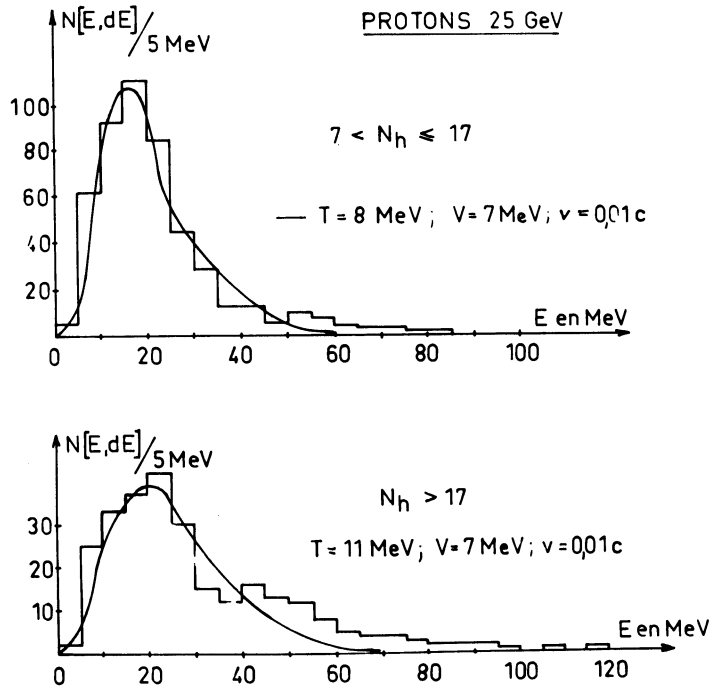 N[E,dE]/5 MeV
PROTONS 25 GeV
100
80
60
40
20
7 < Nh ≤ 17
— T = 8 MeV ; V = 7 MeV ; v = 0,01 c
E en MeV
0 20 40 60 80 100
N[E,dE]/5 MeV
30
20
10
Nh > 17
T = 11 MeV ; V = 7 MeV ; v = 0,01 c
E en MeV
0 20 40 60 80 100 120